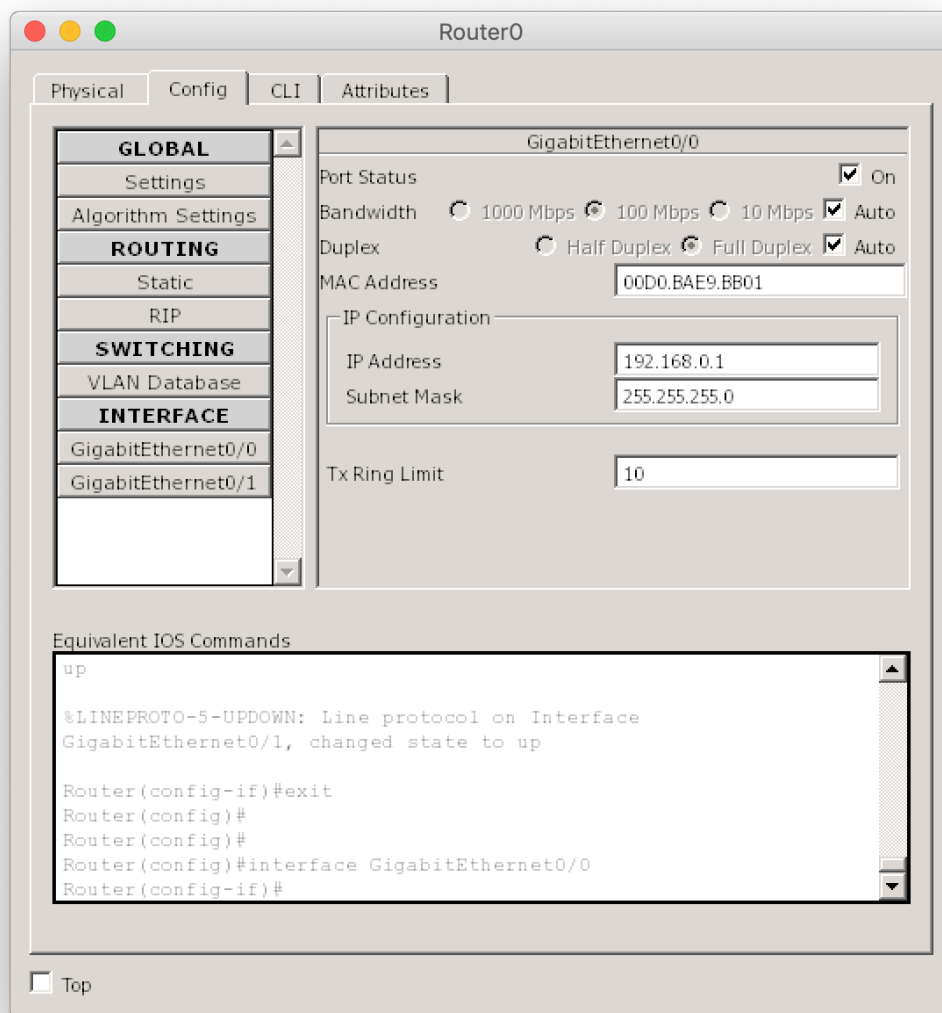 Router0
Physical Config CLI Attributes
GLOBAL
Settings
Algorithm Settings
ROUTING
Static
RIP
SWITCHING
VLAN Database
INTERFACE
GigabitEthernet0/0
GigabitEthernet0/1
GigabitEthernet0/0
Port Status On
Bandwidth 1000 Mbps 100 Mbps 10 Mbps Auto
Duplex Half Duplex Full Duplex Auto
MAC Address 00D0.BAE9.BB01
IP Configuration
IP Address 192.168.0.1
Subnet Mask 255.255.255.0
Tx Ring Limit 10
Equivalent IOS Commands
up
%LINEPROTO-5-UPDOWN: Line protocol on Interface
GigabitEthernet0/1, changed state to up
Router(config-if)#exit
Router(config)#
Router(config)#
Router(config)#interface GigabitEthernet0/0
Router(config-if)#
Top